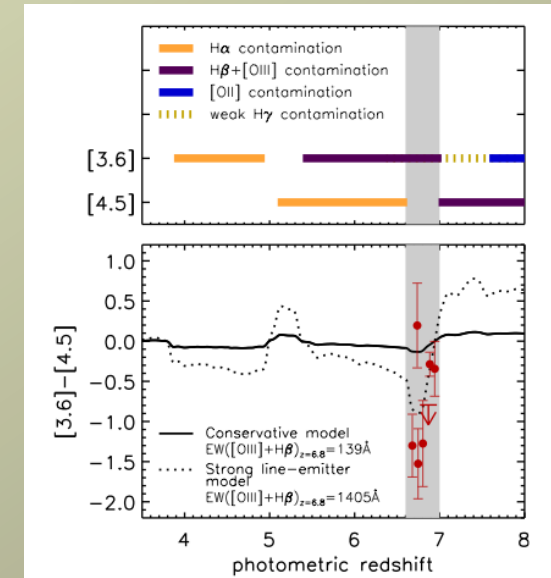 Hα contamination
Hβ+[OIII] contamination
[OII] contamination
weak Hγ contamination
[3.6]
[4.5]
1.0
0.5
0.0
−0.5
−1.0
−1.5
−2.0
[3.6]−[4.5]
Conservative model
EW([OIII]+Hβ)z=6.8=139Å
Strong line−emitter
model
EW([OIII]+Hβ)z=6.8=1405Å
4 5 6 7 8
photometric redshift